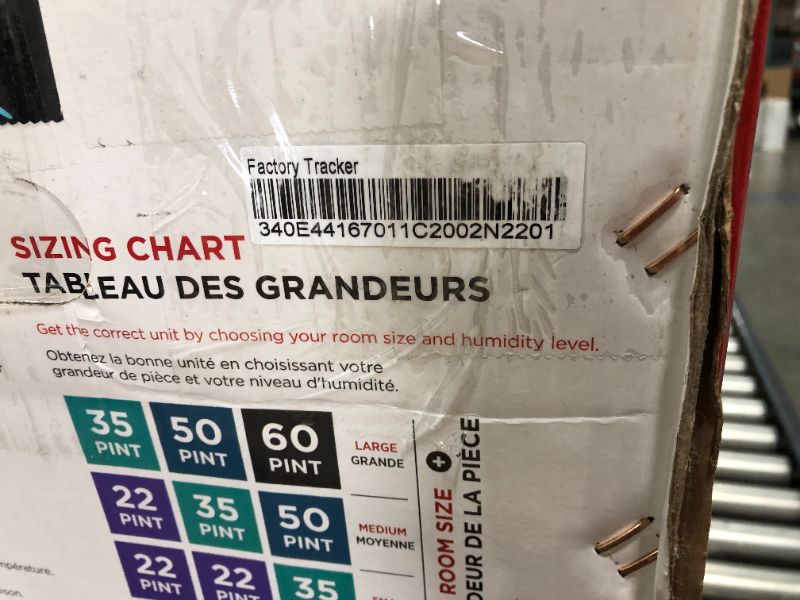 Factory Tracker
340E44167011C2002N2201
SIZING CHART
TABLEAU DES GRANDEURS
Get the correct unit by choosing your room size and humidity level.
Obtenez la bonne unité en choisissant votre
grandeur de pièce et votre niveau d'humidité.
35 PINT 50 PINT 60 PINT
LARGE
GRANDE
22 PINT 35 PINT 50 PINT
MEDIUM
MOYENNE
22 PINT 22 PINT 35
ROOM SIZE +
DEUR DE LA PIÈCE